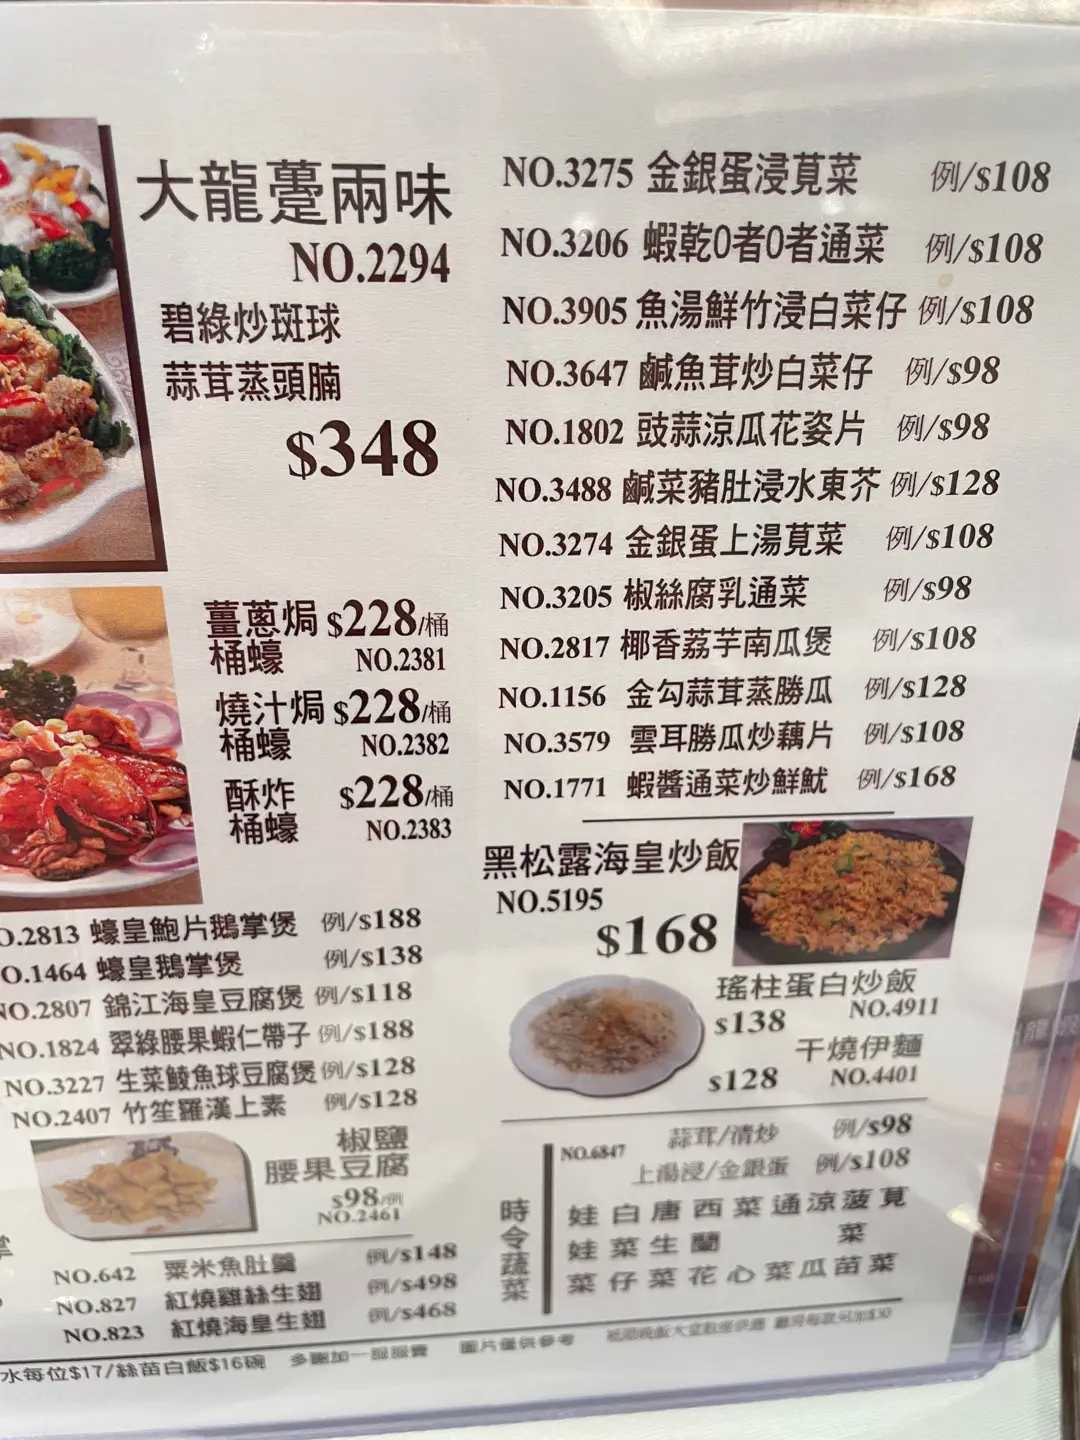 大龍躉兩味
NO.2294
碧綠炒斑球
蒜茸蒸頭腩
$348
薑蔥焗 $228/桶
桶蠔 NO.2381
燒汁焗 $228/桶
桶蠔 NO.2382
酥炸 $228/桶
桶蠔 NO.2383
O.2813 蠔皇鮑片鵝掌煲 例/$188
O.1464 蠔皇鵝掌煲 例/$138
NO.2807 錦江海皇豆腐煲 例/$118
NO.1824 翠綠腰果蝦仁帶子 例/$188
NO.3227 生菜鯪魚球豆腐煲 例/$128
NO.2407 竹笙羅漢上素 例/$128
椒鹽
腰果豆腐
$98/例
NO.2461
NO.642 粟米魚肚羹 例/$148
NO.827 紅燒雞絲生翅 例/$498
NO.823 紅燒海皇生翅 例/$468
NO.3275 金銀蛋浸莧菜 例/$108
NO.3206 蝦乾0者0者通菜 例/$108
NO.3905 魚湯鮮竹浸白菜仔 例/$108
NO.3647 鹹魚茸炒白菜仔 例/$98
NO.1802 豉蒜涼瓜花姿片 例/$98
NO.3488 鹹菜豬肚浸水東芥 例/$128
NO.3274 金銀蛋上湯莧菜 例/$108
NO.3205 椒絲腐乳通菜 例/$98
NO.2817 椰香荔芋南瓜煲 例/$108
NO.1156 金勾蒜茸蒸勝瓜 例/$128
NO.3579 雲耳勝瓜炒藕片 例/$108
NO.1771 蝦醬通菜炒鮮魷 例/$168
黑松露海皇炒飯
NO.5195
$168
瑤柱蛋白炒飯
$138 NO.4911
干燒伊麵
$128 NO.4401
時令蔬菜
NO.6847 蒜茸/清炒 例/$98
上湯浸/金銀蛋 例/$108
娃白唐西菜通涼菠莧
娃菜生蘭 菜
菜仔菜花心菜瓜苗菜
水每位$17/絲苗白飯$16碗 多團加一服服費 圖片僅供參考